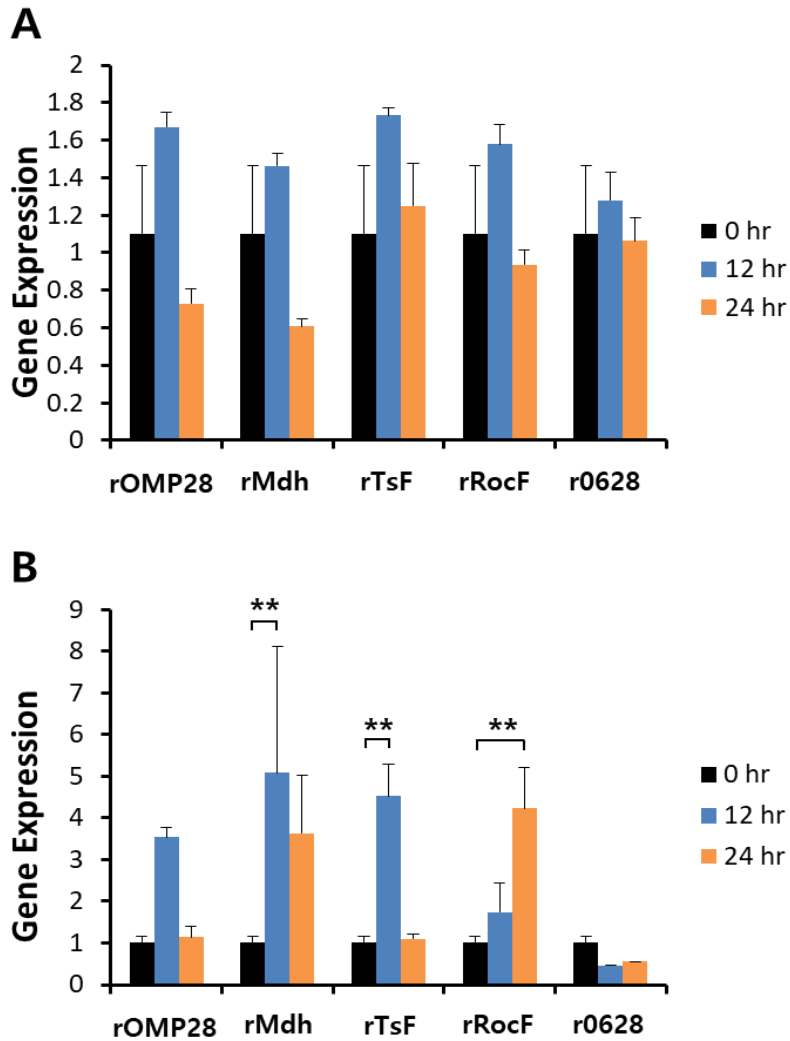 A
2
1.8
1.6
1.4
1.2
1
0.8
0.6
0.4
0.2
0
Gene Expression
0 hr
12 hr
24 hr
rOMP28 rMdh rTsF rRocF r0628
B
9
8
7
6
5
4
3
2
1
0
Gene Expression
** ** **
0 hr
12 hr
24 hr
rOMP28 rMdh rTsF rRocF r0628